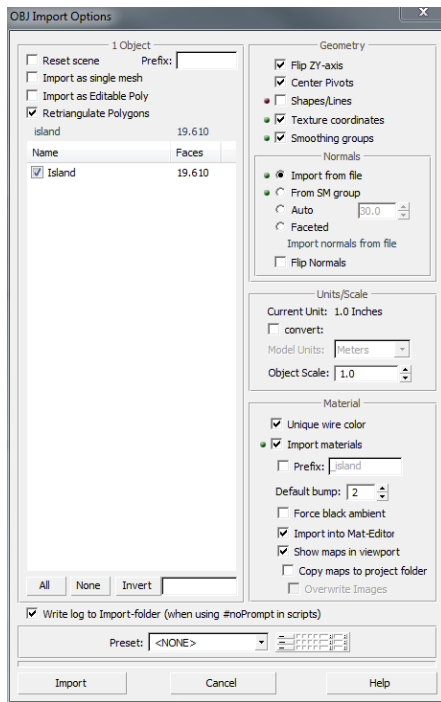 OBJ Import Options
x
1 Object
Reset scene
Prefix:
Import as single mesh
Import as Editable Poly
Retriangulate Polygons
island 19.610
Name Faces
Island 19.610
All None Invert
Geometry
Flip ZY-axis
Center Pivots
Shapes/Lines
Texture coordinates
Smoothing groups
Normals
Import from file
From SM group
Auto 30.0
Faceted
Import normals from file
Flip Normals
Units/Scale
Current Unit: 1.0 Inches
convert:
Model Units: Meters
Object Scale: 1.0
Material
Unique wire color
Import materials
Prefix: _island
Default bump: 2
Force black ambient
Import into Mat-Editor
Show maps in viewport
Copy maps to project folder
Overwrite Images
Write log to Import-folder (when using #noPrompt in scripts)
Preset: <NONE>
Import Cancel Help